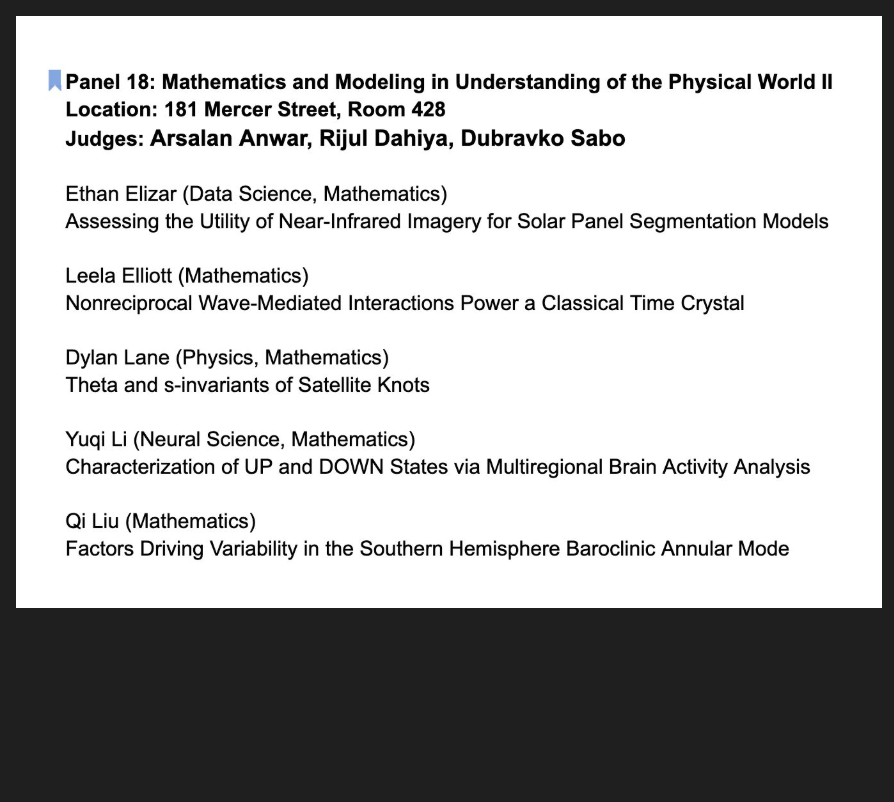 Panel 18: Mathematics and Modeling in Understanding of the Physical World II
Location: 181 Mercer Street, Room 428
Judges: Arsalan Anwar, Rijul Dahiya, Dubravko Sabo
Ethan Elizar (Data Science, Mathematics)
Assessing the Utility of Near-Infrared Imagery for Solar Panel Segmentation Models
Leela Elliott (Mathematics)
Nonreciprocal Wave-Mediated Interactions Power a Classical Time Crystal
Dylan Lane (Physics, Mathematics)
Theta and s-invariants of Satellite Knots
Yuqi Li (Neural Science, Mathematics)
Characterization of UP and DOWN States via Multiregional Brain Activity Analysis
Qi Liu (Mathematics)
Factors Driving Variability in the Southern Hemisphere Baroclinic Annular Mode